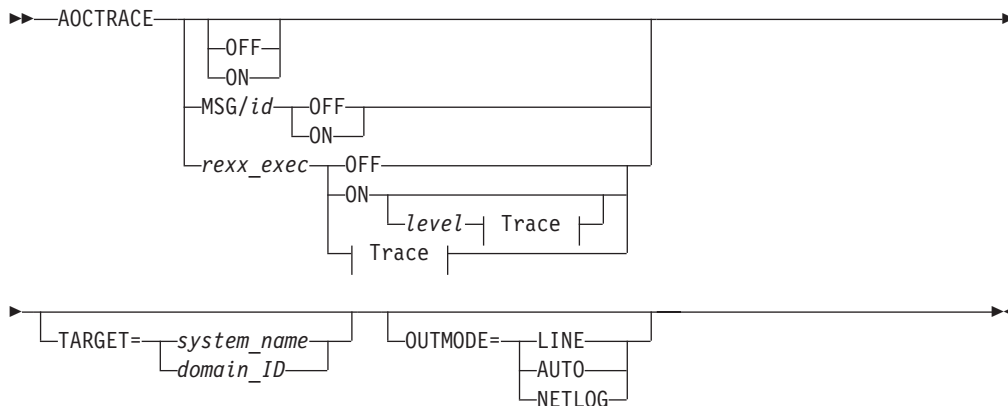 AOCTRACE
OFF
ON
MSG/id OFF
ON
rexx_exec OFF
ON
level Trace
Trace
TARGET= system_name OUTMODE= LINE
domain_ID AUTO
NETLOG